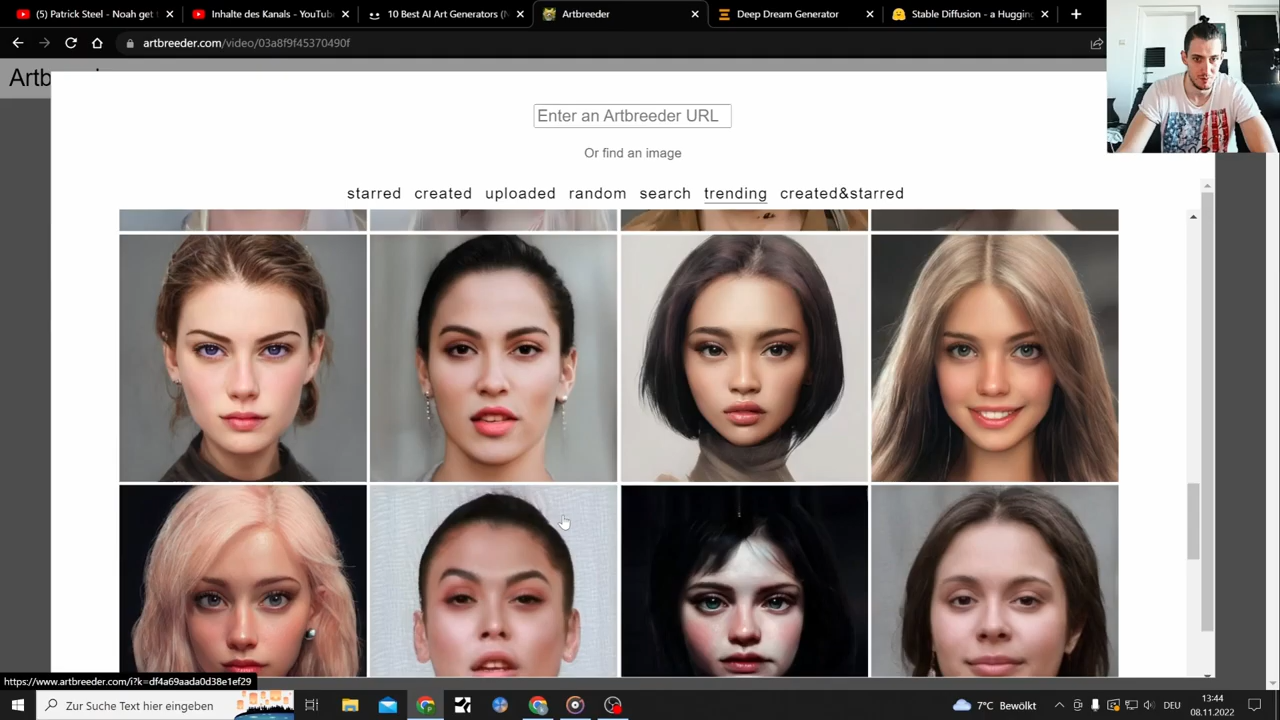 (5) Patrick Steel - Noah get t
Inhalte des Kanals - YouTub
10 Best AI Art Generators (N
Artbreeder
Deep Dream Generator
Stable Diffusion - a Hugging
artbreeder.com/video/03a8f9f45370490f
Artb
Enter an Artbreeder URL
Or find an image
starred created uploaded random search trending created&starred
https://www.artbreeder.com/i?k=df4a69aada0d38e1ef29
Zur Suche Text hier eingeben
7°C Bewölkt
DEU
13:44
08.11.2022